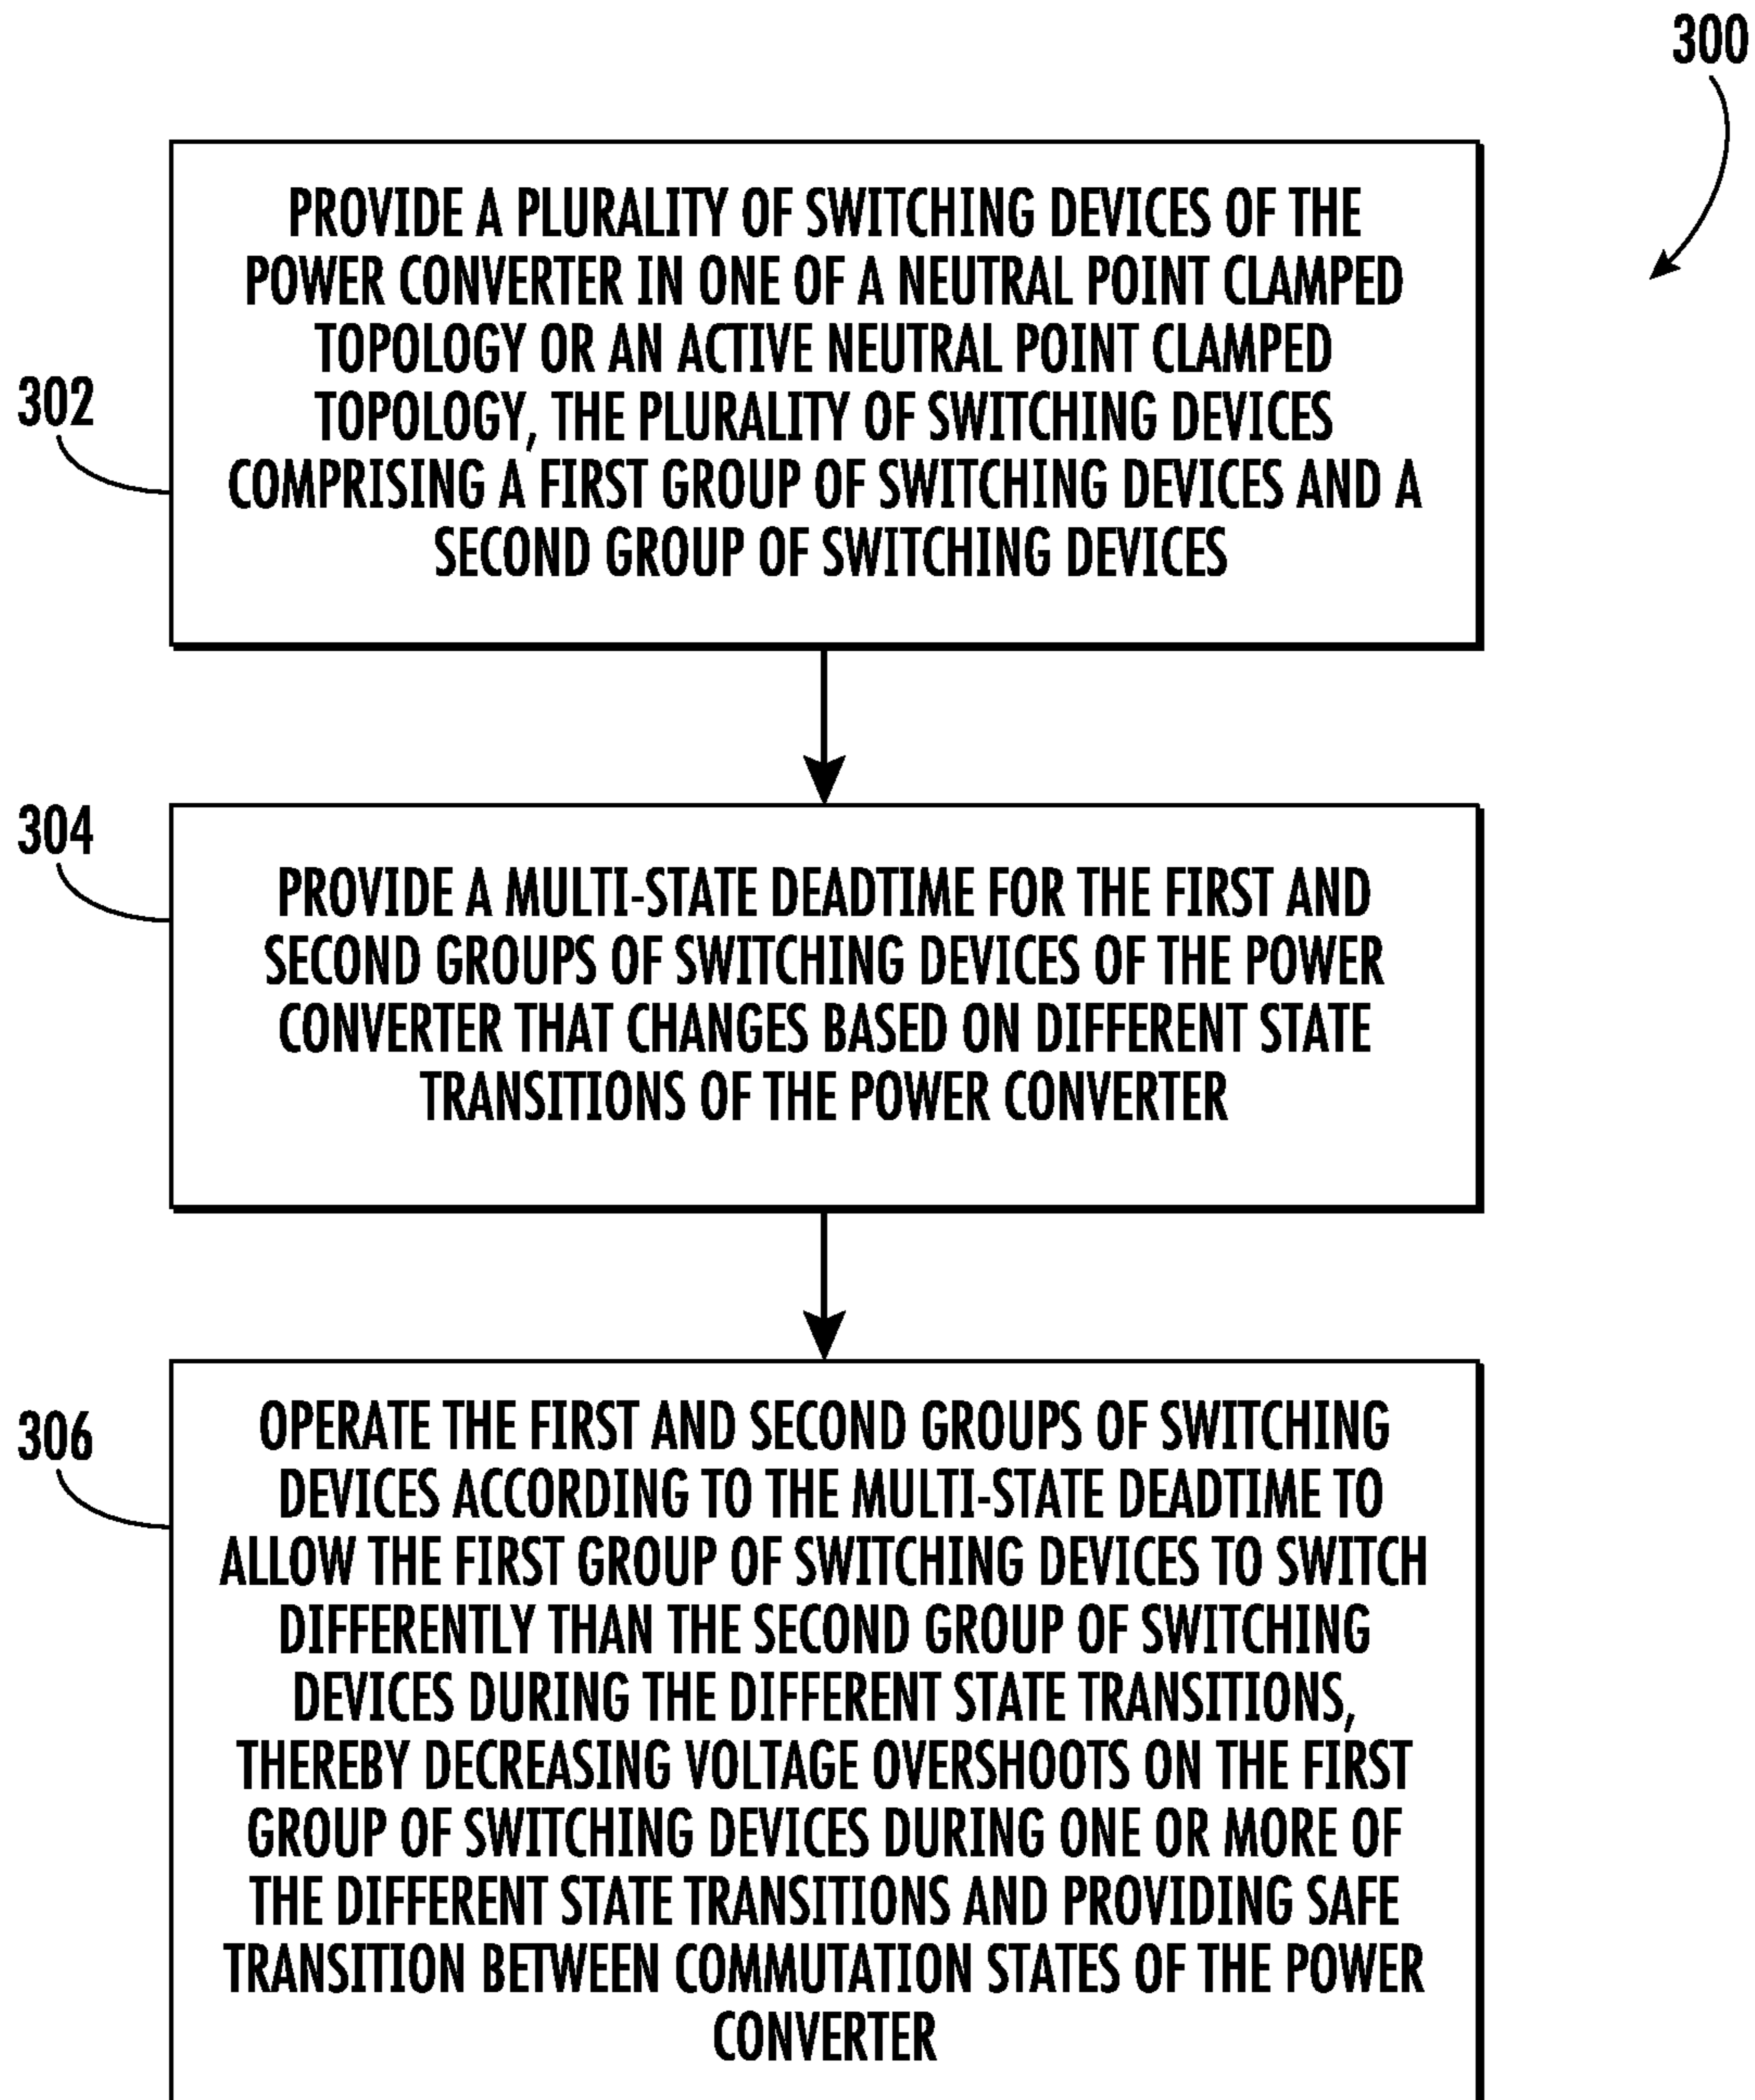 300
PROVIDE A PLURALITY OF SWITCHING DEVICES OF THE
POWER CONVERTER IN ONE OF A NEUTRAL POINT CLAMPED
TOPOLOGY OR AN ACTIVE NEUTRAL POINT CLAMPED
TOPOLOGY, THE PLURALITY OF SWITCHING DEVICES
COMPRISING A FIRST GROUP OF SWITCHING DEVICES AND A
SECOND GROUP OF SWITCHING DEVICES
302
304
PROVIDE A MULTI-STATE DEADTIME FOR THE FIRST AND
SECOND GROUPS OF SWITCHING DEVICES OF THE POWER
CONVERTER THAT CHANGES BASED ON DIFFERENT STATE
TRANSITIONS OF THE POWER CONVERTER
306
OPERATE THE FIRST AND SECOND GROUPS OF SWITCHING
DEVICES ACCORDING TO THE MULTI-STATE DEADTIME TO
ALLOW THE FIRST GROUP OF SWITCHING DEVICES TO SWITCH
DIFFERENTLY THAN THE SECOND GROUP OF SWITCHING
DEVICES DURING THE DIFFERENT STATE TRANSITIONS,
THEREBY DECREASING VOLTAGE OVERSHOOTS ON THE FIRST
GROUP OF SWITCHING DEVICES DURING ONE OR MORE OF
THE DIFFERENT STATE TRANSITIONS AND PROVIDING SAFE
TRANSITION BETWEEN COMMUTATION STATES OF THE POWER
CONVERTER